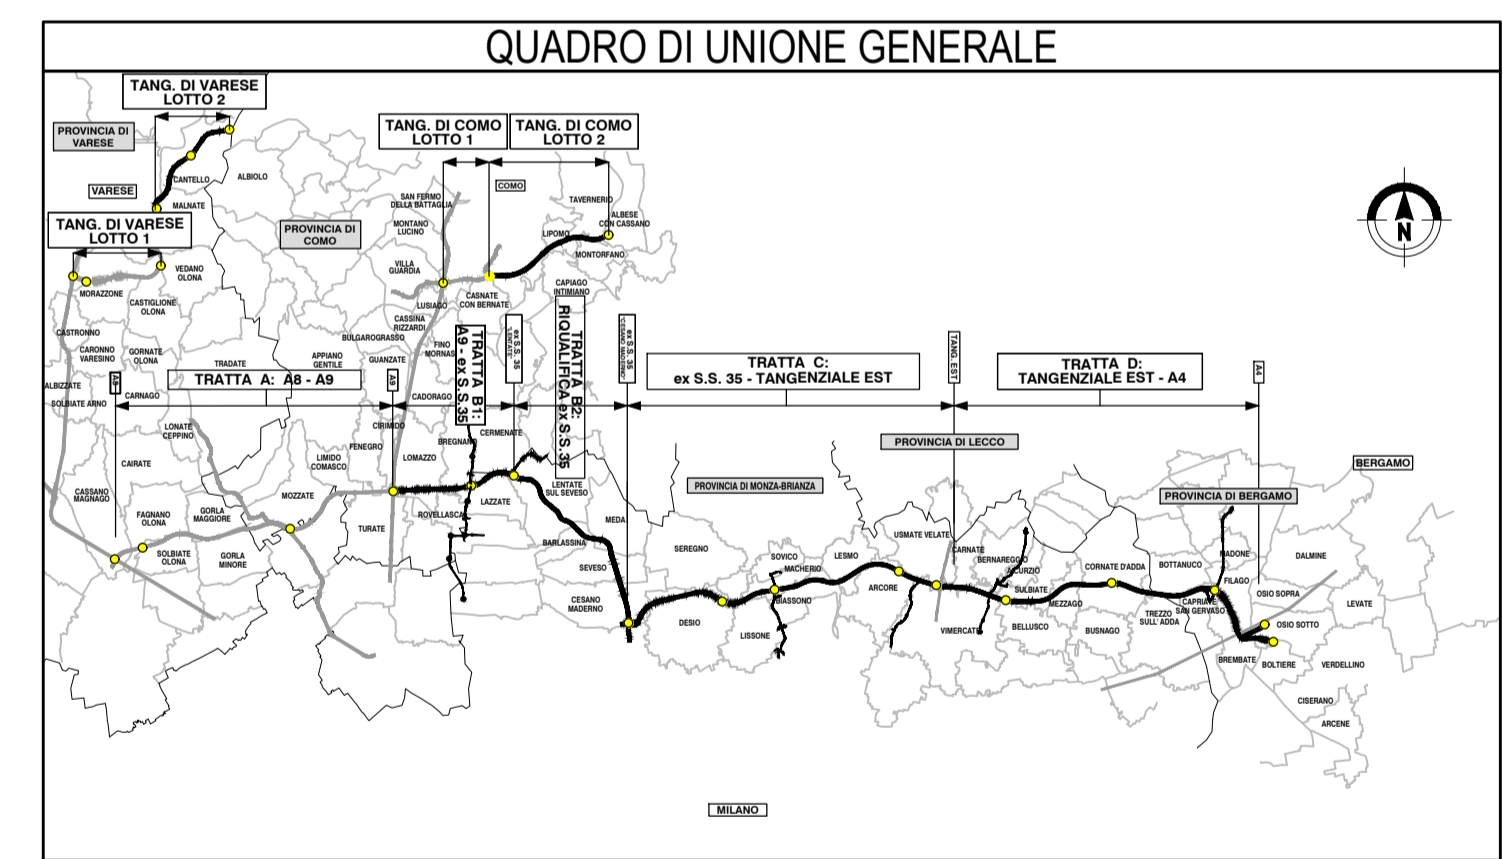 QUADRO DI UNIONE GENERALE
TANG. DI VARESE
LOTTO 2
PROVINCIA DI
VARESE
TANG. DI COMO
LOTTO 1
TANG. DI COMO
LOTTO 2
CANTELLO
ALBIOLO
VARESE
MALNATE
COMO
SAN FERMO
DELLA BATTAGLIA
TAVERNERIO
ALBESE
CON CASSANO
TANG. DI VARESE
LOTTO 1
PROVINCIA DI
COMO
MONTANO
LUCINO
LIPOMO
MONTORFANO
N
VEDANO
OLONA
VILLA
GUARDIA
MORAZZONE
CASTIGLIONE
OLONA
LUSIAGO
CASNATE
CON BERNATE
CAPIAGO
INTIMIANO
CASTRONNO
CASSINA
RIZZARDI
BULGAROGRASSO
FINO
MORNAS
CARONNO
VARESINO
GORNATE
OLONA
TRADATE
APPIANO
GENTILE
GUANZATE
TRATTA B1:
A9 - ex S.S.35
ex S.S. 35
TRATTA B2:
RIQUALIFICA ex S.S.35
ex S.S. 35
"CESANO MADERNO"
TRATTA C:
ex S.S. 35 - TANGENZIALE EST
TANG. EST
TRATTA D:
TANGENZIALE EST - A4
A4
ALBIZZATE
A8
TRATTA A: A8 - A9
A9
SOLBIATE ARNO
CARNAGO
CADORAGO
LONATE
CEPPINO
CIRIMIDO
CERMENATE
BREGNANO
FENEGRO
LIMIDO
COMASCO
LOMAZZO
PROVINCIA DI LECCO
CAIRATE
BERGAMO
CASSANO
MAGNAGO
MOZZATE
LENTATE
SUL SEVESO
PROVINCIA DI MONZA-BRIANZA
PROVINCIA DI BERGAMO
LAZZATE
FAGNANO
OLONA
GORLA
MAGGIORE
TURATE
ROVELLASCA
MEDA
BARLASSINA
SEREGNO
USMATE VELATE
SOLBIATE
OLONA
GORLA
MINORE
SEVESO
SOVICO
MACHERIO
LESMO
CARNATE
BERNAREGGIO
AICURZIO
CORNATE D'ADDA
BOTTANUCO
MADONE
DALMINE
FILAGO
ARCORE
SULBIATE
OSIO SOPRA
CESANO
MADERNO
BIASSONO
MEZZAGO
CAPRIATE
SAN GERVASO
LEVATE
DESIO
LISSONE
VIMERCATE
BELLUSCO
BUSNAGO
TREZZO
SULL' ADDA
OSIO SOTTO
BREMBATE
BOLTIERE
VERDELLINO
CISERANO
ARCENE
MILANO